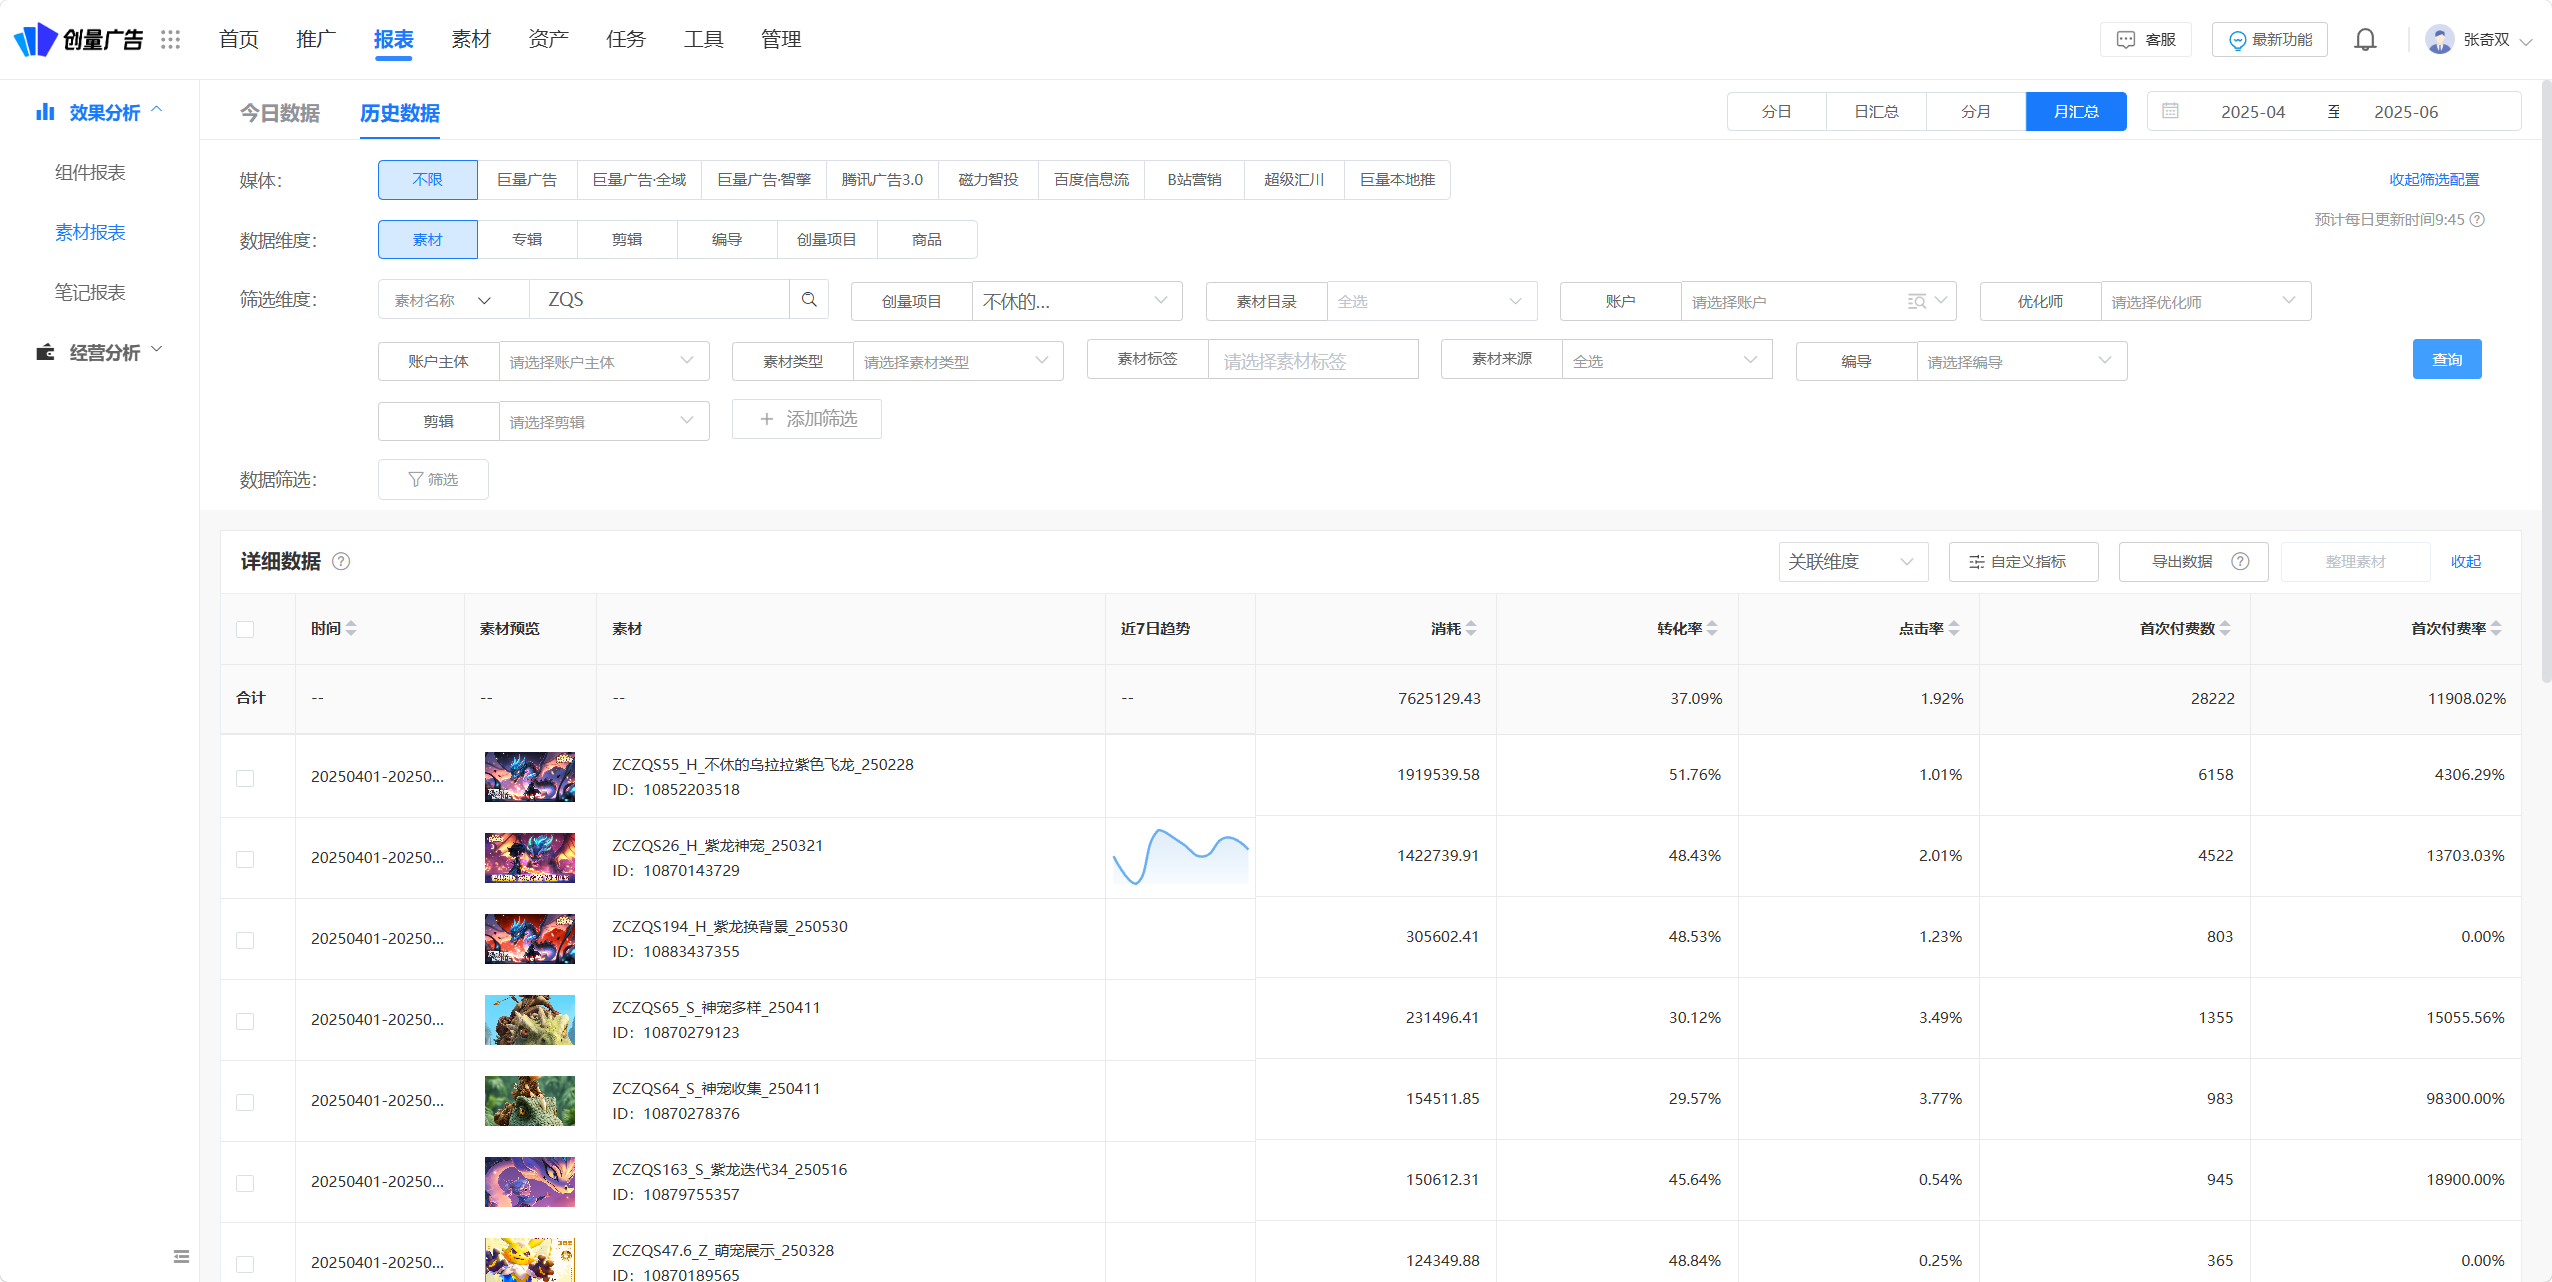 创量广告
首页 推广 报表 素材 资产 任务 工具 管理
客服 最新功能 张奇双
效果分析
组件报表
素材报表
笔记报表
经营分析
今日数据 历史数据
分日 日汇总 分月 月汇总 2025-04 至 2025-06
媒体: 不限 巨量广告 巨量广告·全域 巨量广告·智擎 腾讯广告3.0 磁力智投 百度信息流 B站营销 超级汇川 巨量本地推
收起筛选配置
预计每日更新时间9:45
数据维度: 素材 专辑 剪辑 编导 创量项目 商品
筛选维度: 素材名称 ZQS 创量项目 不休的... 素材目录 全选 账户 请选择账户 优化师 请选择优化师
账户主体 请选择账户主体 素材类型 请选择素材类型 素材标签 请选择素材标签 素材来源 全选 编导 请选择编导
查询
剪辑 请选择剪辑 + 添加筛选
数据筛选: 筛选
详细数据
关联维度 自定义指标 导出数据 整理素材 收起
时间 素材预览 素材 近7日趋势 消耗 转化率 点击率 首次付费数 首次付费率
合计 -- -- -- -- 7625129.43 37.09% 1.92% 28222 11908.02%
20250401-20250... ZCZQS55_H_不休的乌拉拉紫色飞龙_250228 1919539.58 51.76% 1.01% 6158 4306.29%
ID: 10852203518
20250401-20250... ZCZQS26_H_紫龙神宠_250321 1422739.91 48.43% 2.01% 4522 13703.03%
ID: 10870143729
20250401-20250... ZCZQS194_H_紫龙换背景_250530 305602.41 48.53% 1.23% 803 0.00%
ID: 10883437355
20250401-20250... ZCZQS65_S_神宠多样_250411 231496.41 30.12% 3.49% 1355 15055.56%
ID: 10870279123
20250401-20250... ZCZQS64_S_神宠收集_250411 154511.85 29.57% 3.77% 983 98300.00%
ID: 10870278376
20250401-20250... ZCZQS163_S_紫龙迭代34_250516 150612.31 45.64% 0.54% 945 18900.00%
ID: 10879755357
20250401-20250... ZCZQS47.6_Z_萌宠展示_250328 124349.88 48.84% 0.25% 365 0.00%
ID: 10870189565